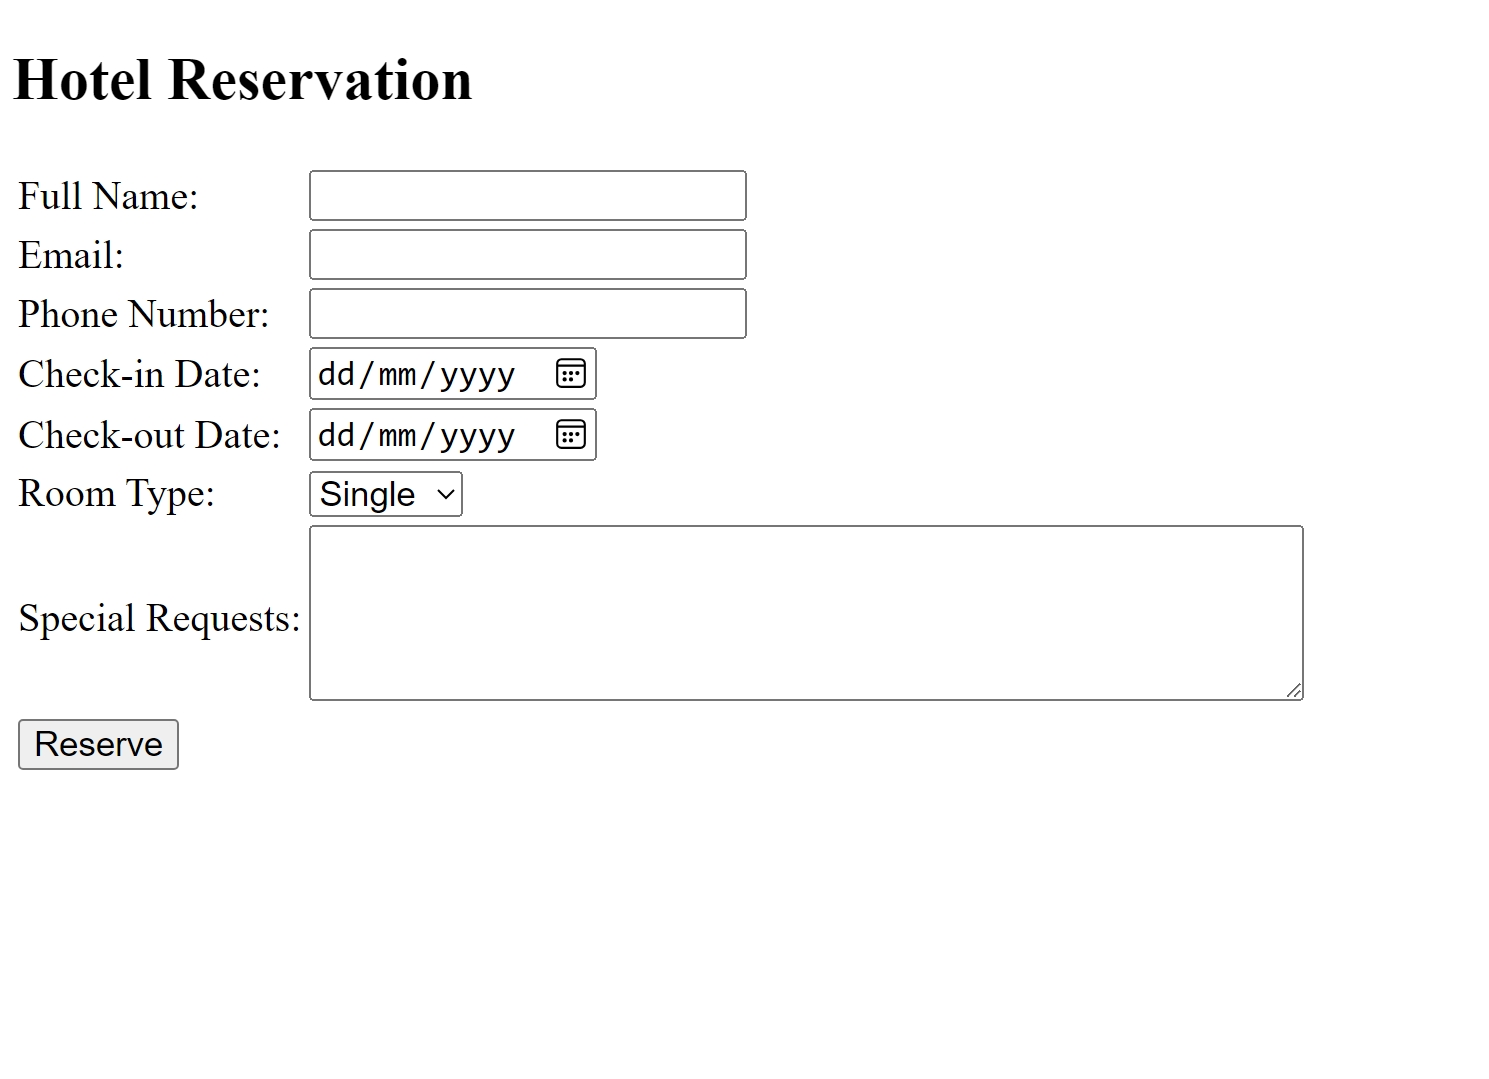 Hotel Reservation
Full Name:
Email:
Phone Number:
Check-in Date: dd/mm/yyyy
Check-out Date: dd/mm/yyyy
Room Type: Single
Special Requests:
Reserve